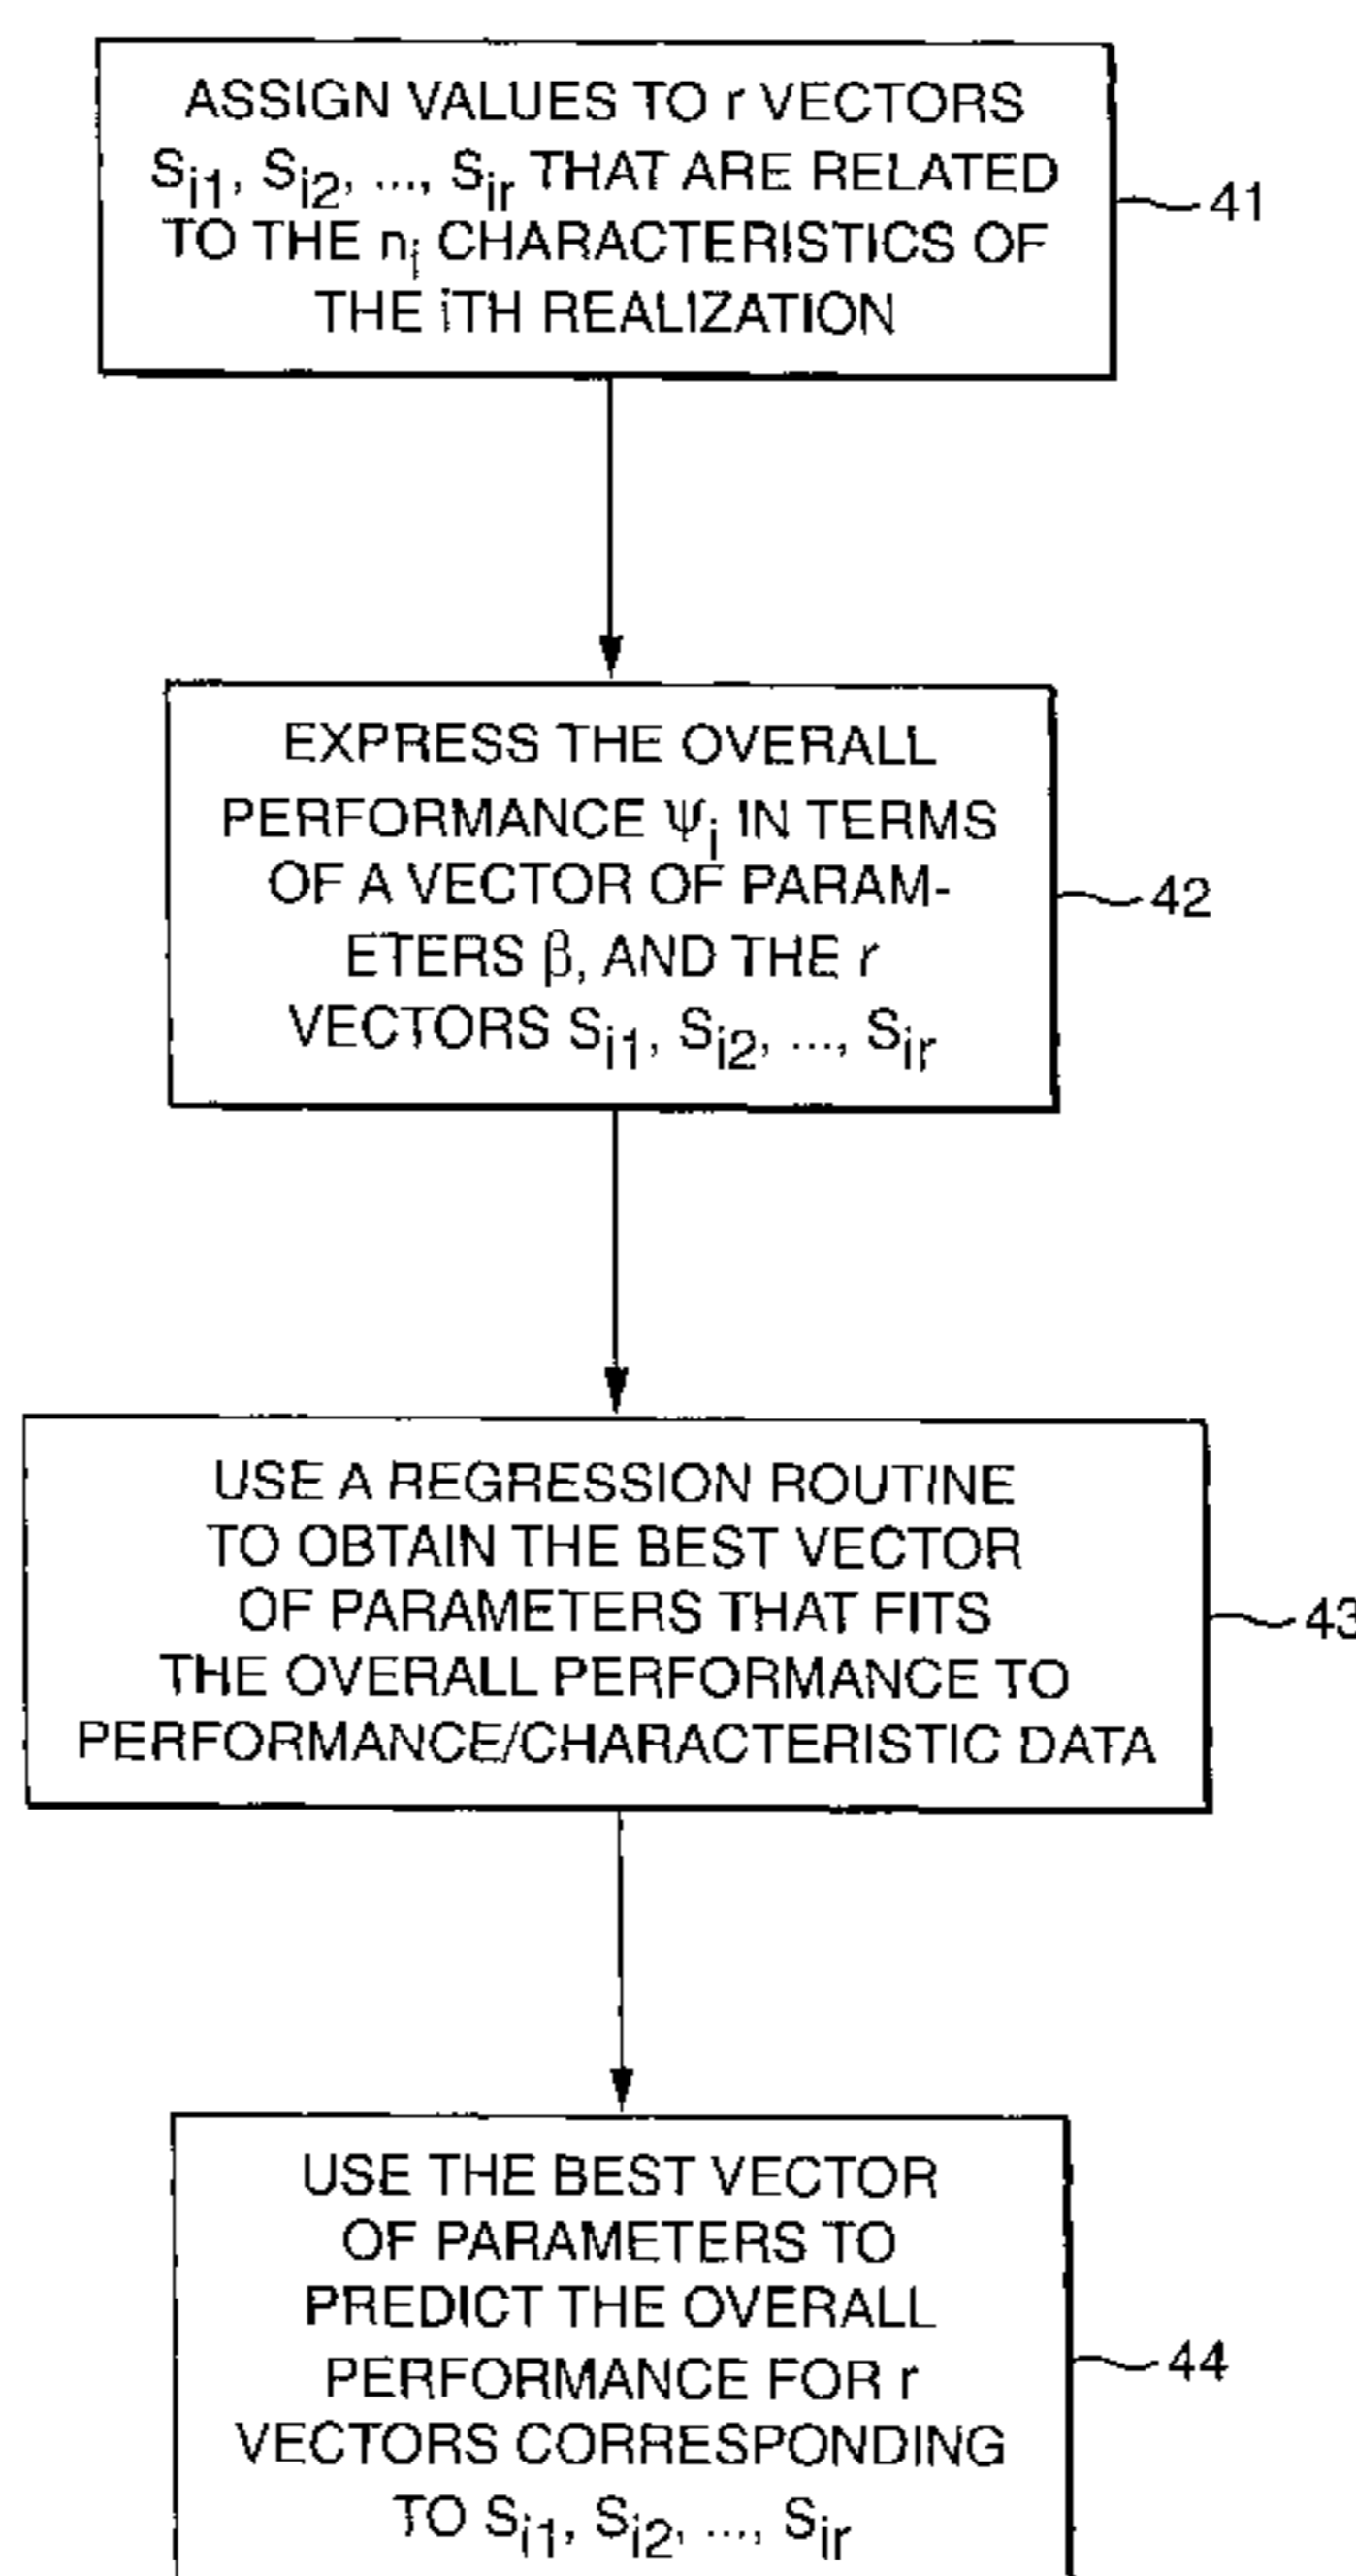 ASSIGN VALUES TO r VECTORS
Si1, Si2, ..., Sir THAT ARE RELATED
TO THE ni CHARACTERISTICS OF
THE iTH REALIZATION
41
EXPRESS THE OVERALL
PERFORMANCE ψi IN TERMS
OF A VECTOR OF PARAM-
ETERS β, AND THE r
VECTORS Si1, Si2, ..., Sir
42
USE A REGRESSION ROUTINE
TO OBTAIN THE BEST VECTOR
OF PARAMETERS THAT FITS
THE OVERALL PERFORMANCE TO
PERFORMANCE/CHARACTERISTIC DATA
43
USE THE BEST VECTOR
OF PARAMETERS TO
PREDICT THE OVERALL
PERFORMANCE FOR r
VECTORS CORRESPONDING
TO Si1, Si2, ..., Sir
44